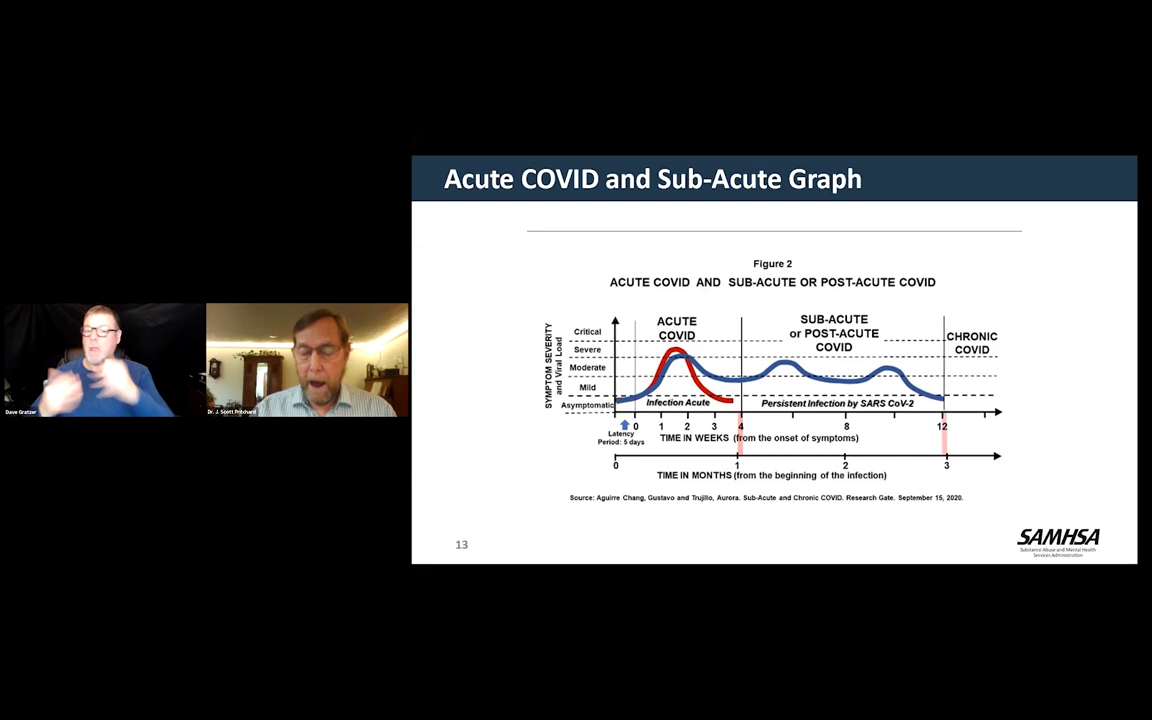 Acute COVID and Sub-Acute Graph
Figure 2
ACUTE COVID AND SUB-ACUTE OR POST-ACUTE COVID
SYMPTOM SEVERITY
and Viral Load
Critical
Severe
Moderate
Mild
Asymptomatic
ACUTE
COVID
SUB-ACUTE
or POST-ACUTE
COVID
CHRONIC
COVID
Infection Acute
Persistent Infection by SARS CoV-2
0 1 2 3 4 8 12
Latency
Period: 5 days
TIME IN WEEKS (from the onset of symptoms)
0 1 2 3
TIME IN MONTHS (from the beginning of the infection)
Source: Aguirre Chang, Gustavo and Trujillo, Aurora. Sub-Acute and Chronic COVID. Research Gate. September 15, 2020.
13
SAMHSA
Substance Abuse and Mental Health
Services Administration
Dave Gratzer
Dr. J. Scott Pritchard